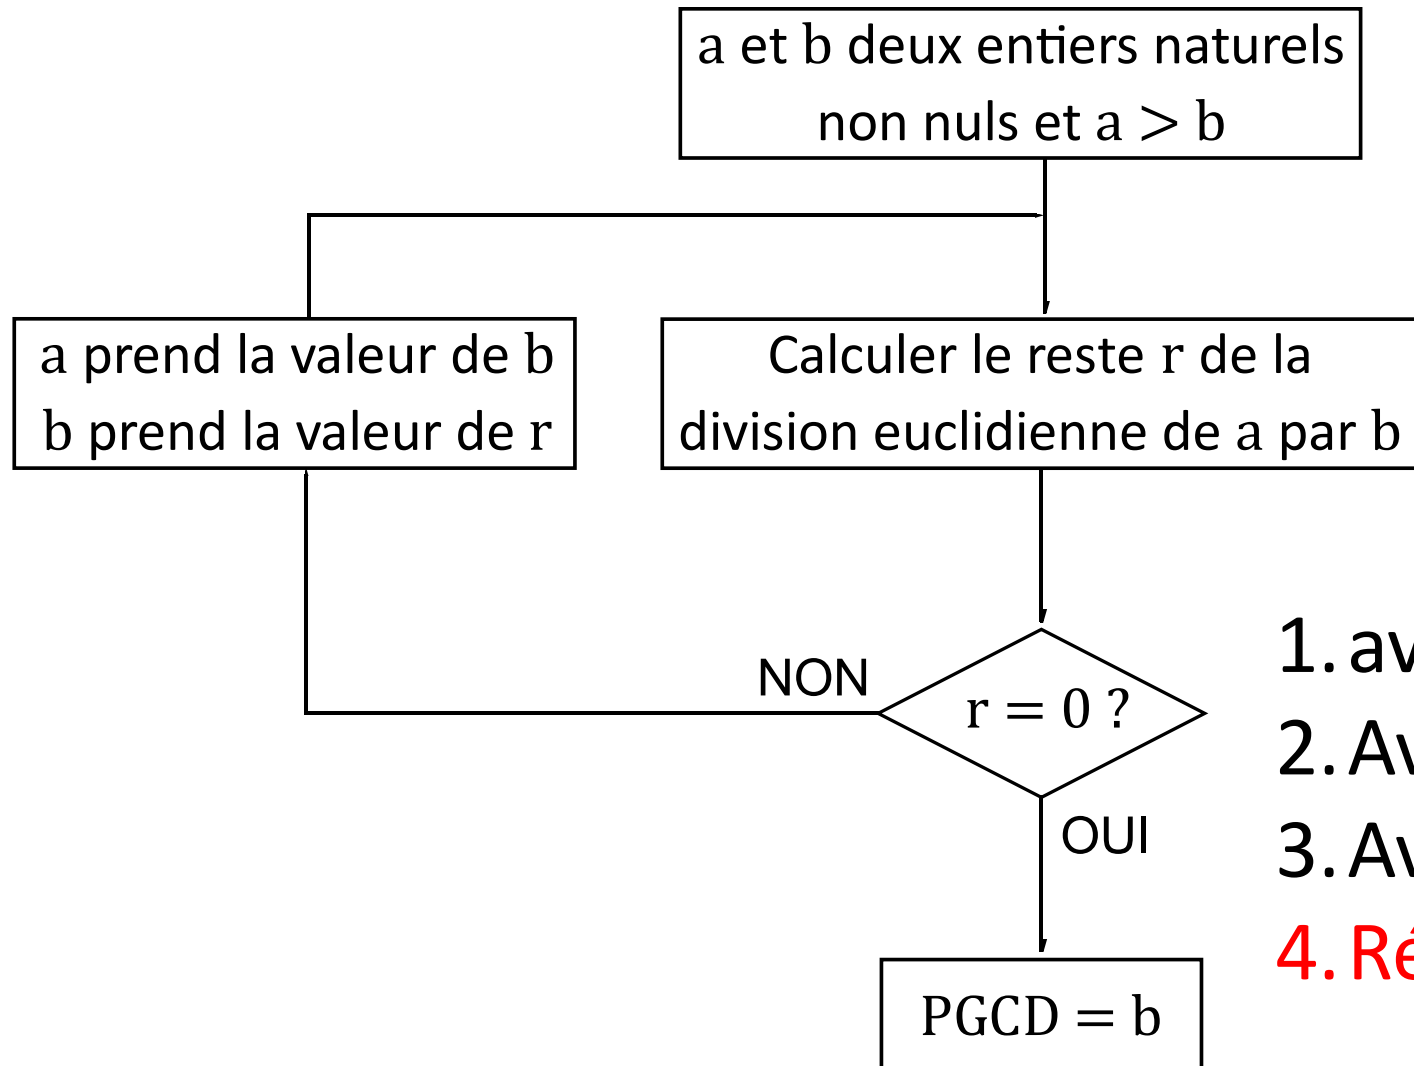 a et b deux entiers naturels
non nuls et a > b
a prend la valeur de b
b prend la valeur de r
Calculer le reste r de la
division euclidienne de a par b
NON
r = 0 ?
OUI
PGCD = b
1.
2.
3.
4.